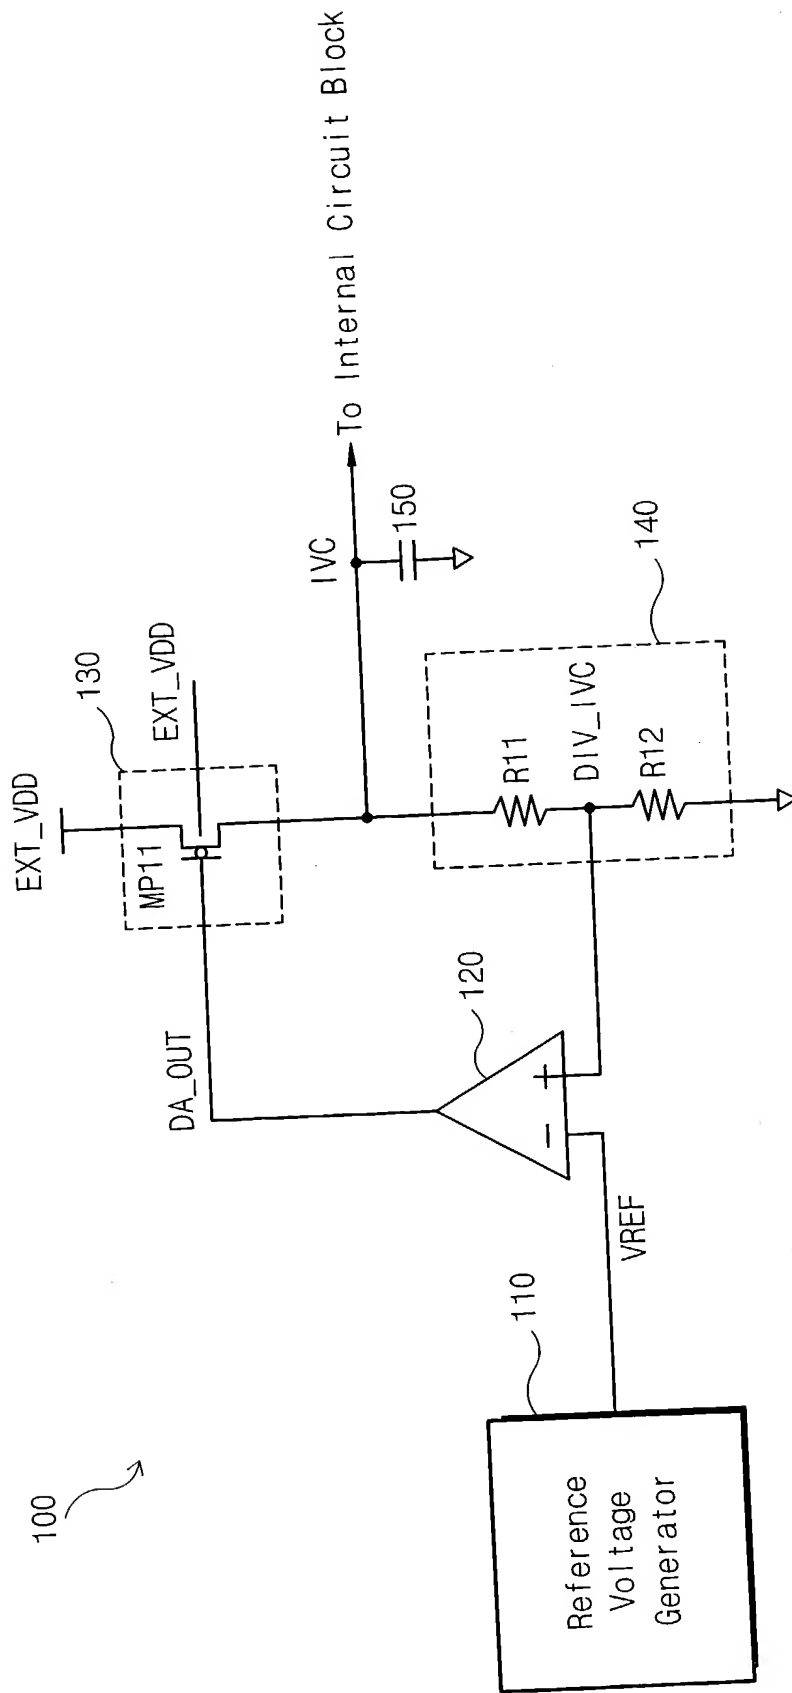 100
EXT_VDD
130
MP11
EXT_VDD
DA_OUT
IVC
To Internal Circuit Block
150
120
140
R11
DIV_IVC
R12
110
VREF
Reference
Voltage
Generator